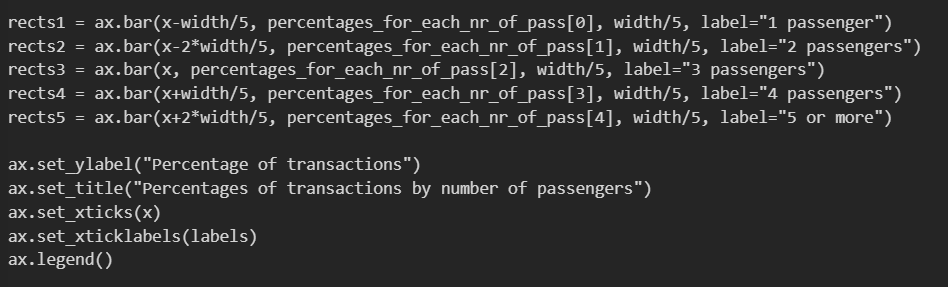 rects1 = ax.bar(x-width/5, percentages_for_each_nr_of_pass[0], width/5, label="1 passenger")
rects2 = ax.bar(x-2*width/5, percentages_for_each_nr_of_pass[1], width/5, label="2 passengers")
rects3 = ax.bar(x, percentages_for_each_nr_of_pass[2], width/5, label="3 passengers")
rects4 = ax.bar(x+width/5, percentages_for_each_nr_of_pass[3], width/5, label="4 passengers")
rects5 = ax.bar(x+2*width/5, percentages_for_each_nr_of_pass[4], width/5, label="5 or more")
ax.set_ylabel("Percentage of transactions")
ax.set_title("Percentages of transactions by number of passengers")
ax.set_xticks(x)
ax.set_xticklabels(labels)
ax.legend()